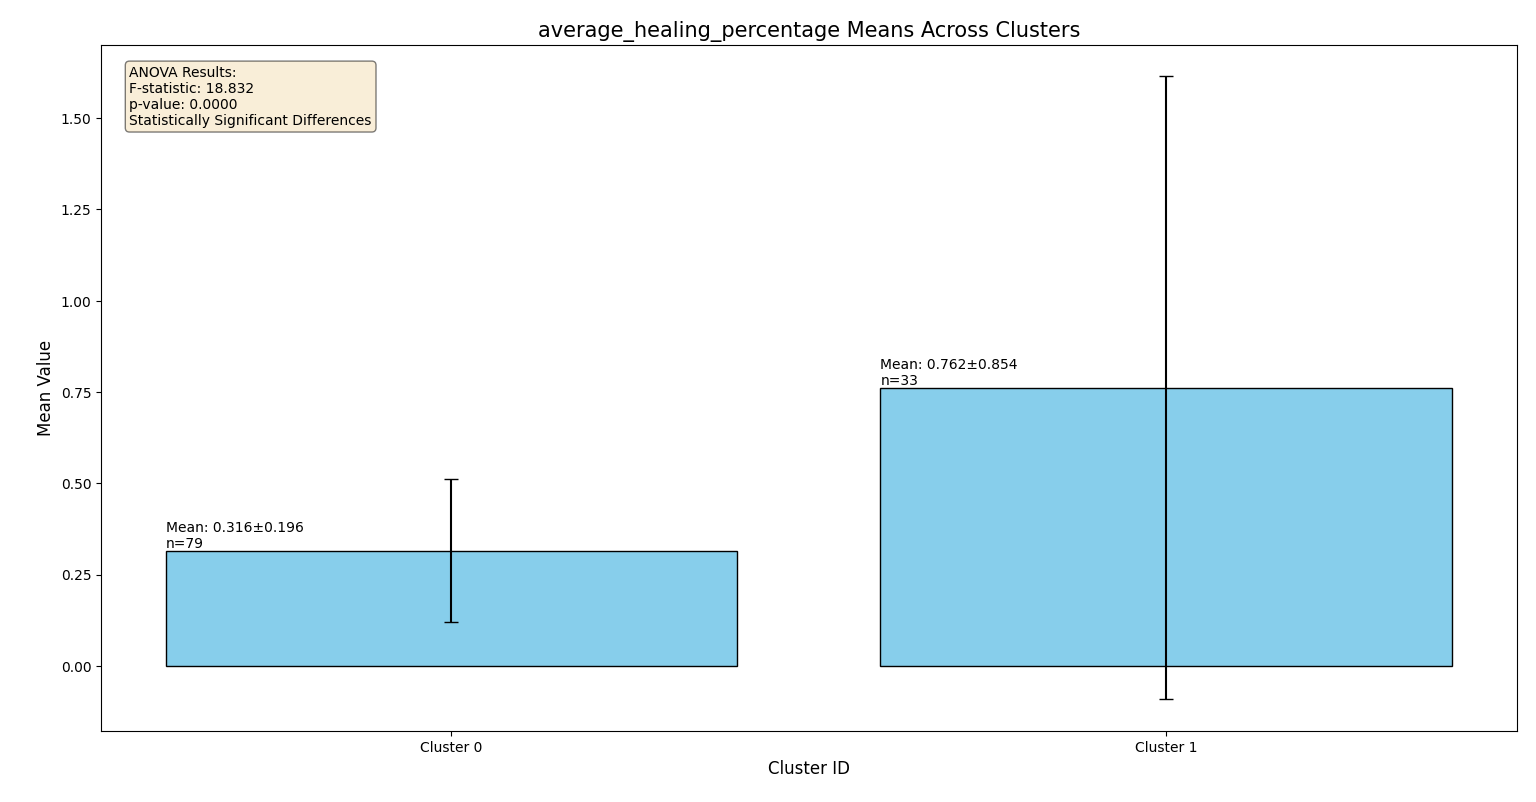 average_healing_percentage Means Across Clusters
ANOVA Results:
F-statistic: 18.832
p-value: 0.0000
Statistically Significant Differences
1.50
1.25
1.00
0.75
0.50
0.25
0.00
Mean Value
Mean: 0.316±0.196
n=79
Mean: 0.762±0.854
n=33
Cluster 0
Cluster 1
Cluster ID